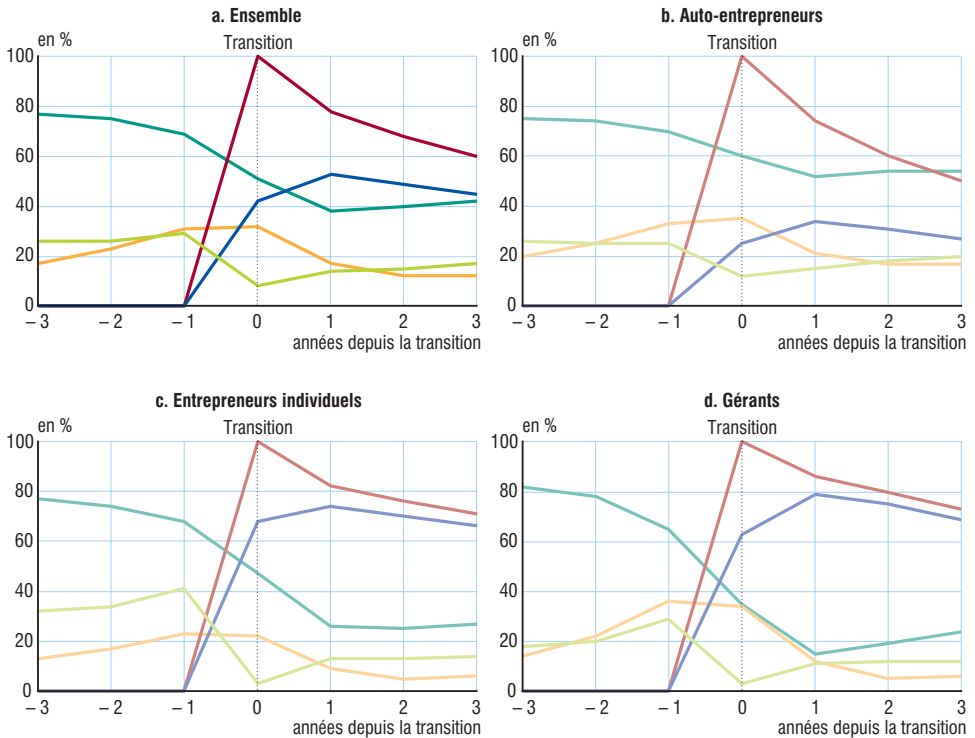 a. Ensemble
en %
Transition
100
80
60
40
20
0
– 3 – 2 – 1 0 1 2 3
années depuis la transition
b. Auto-entrepreneurs
en %
Transition
100
80
60
40
20
0
– 3 – 2 – 1 0 1 2 3
années depuis la transition
c. Entrepreneurs individuels
en %
Transition
100
80
60
40
20
0
– 3 – 2 – 1 0 1 2 3
années depuis la transition
d. Gérants
en %
Transition
100
80
60
40
20
0
– 3 – 2 – 1 0 1 2 3
années depuis la transition